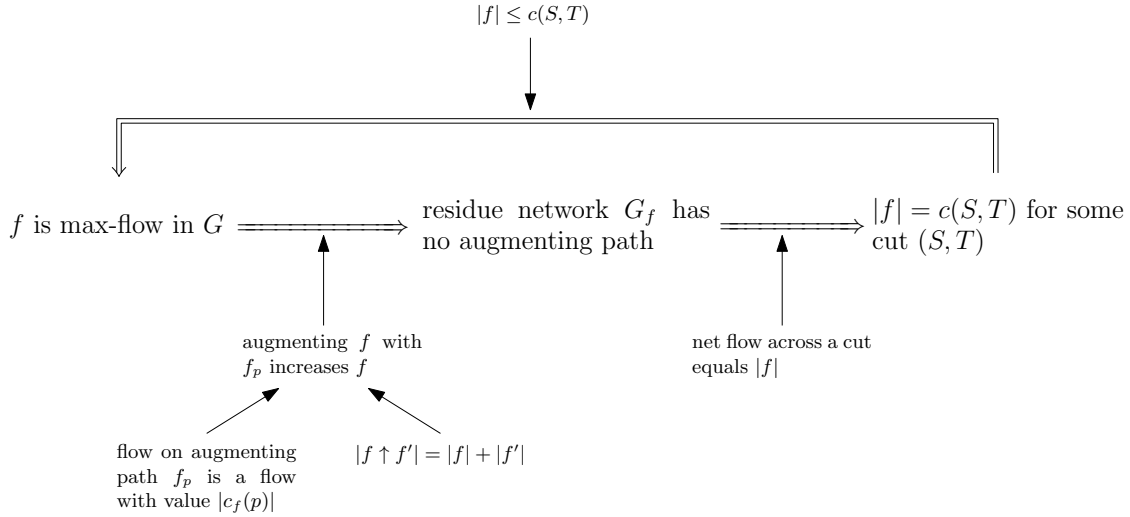 |f| ≤ c(S, T)
f is max-flow in G
residue network G_f has
no augmenting path
|f| = c(S, T) for some
cut (S, T)
augmenting f with
f_p increases f
net flow across a cut
equals |f|
flow on augmenting
path f_p is a flow
with value |c_f(p)|
|f ↑ f′| = |f| + |f′|